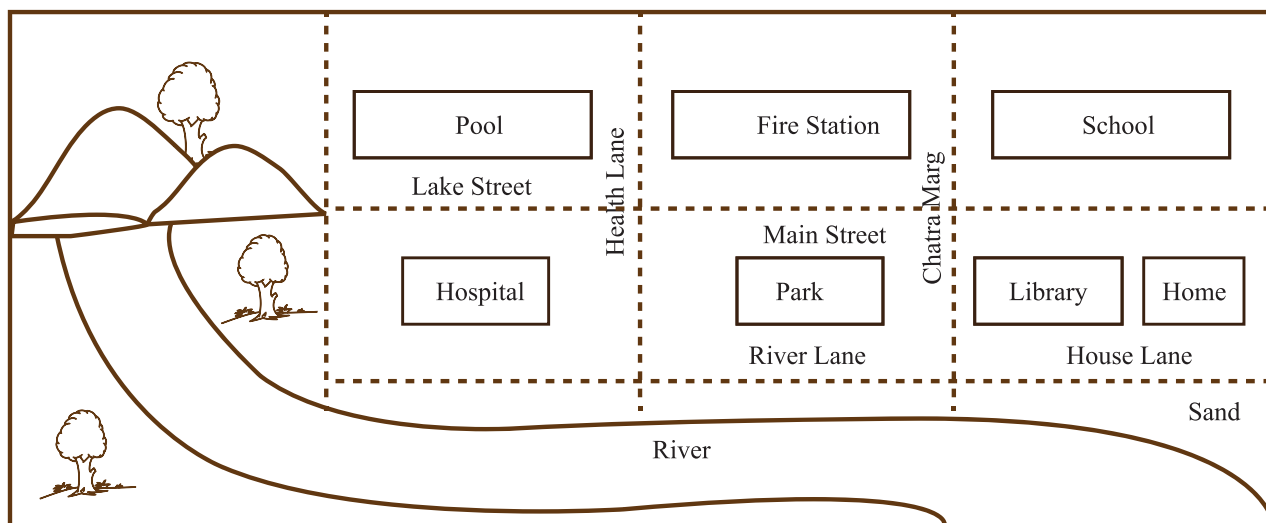 Pool
Fire Station
School
Lake Street
Health Lane
Chatra Marg
Main Street
Hospital
Park
Library
Home
River Lane
House Lane
Sand
River